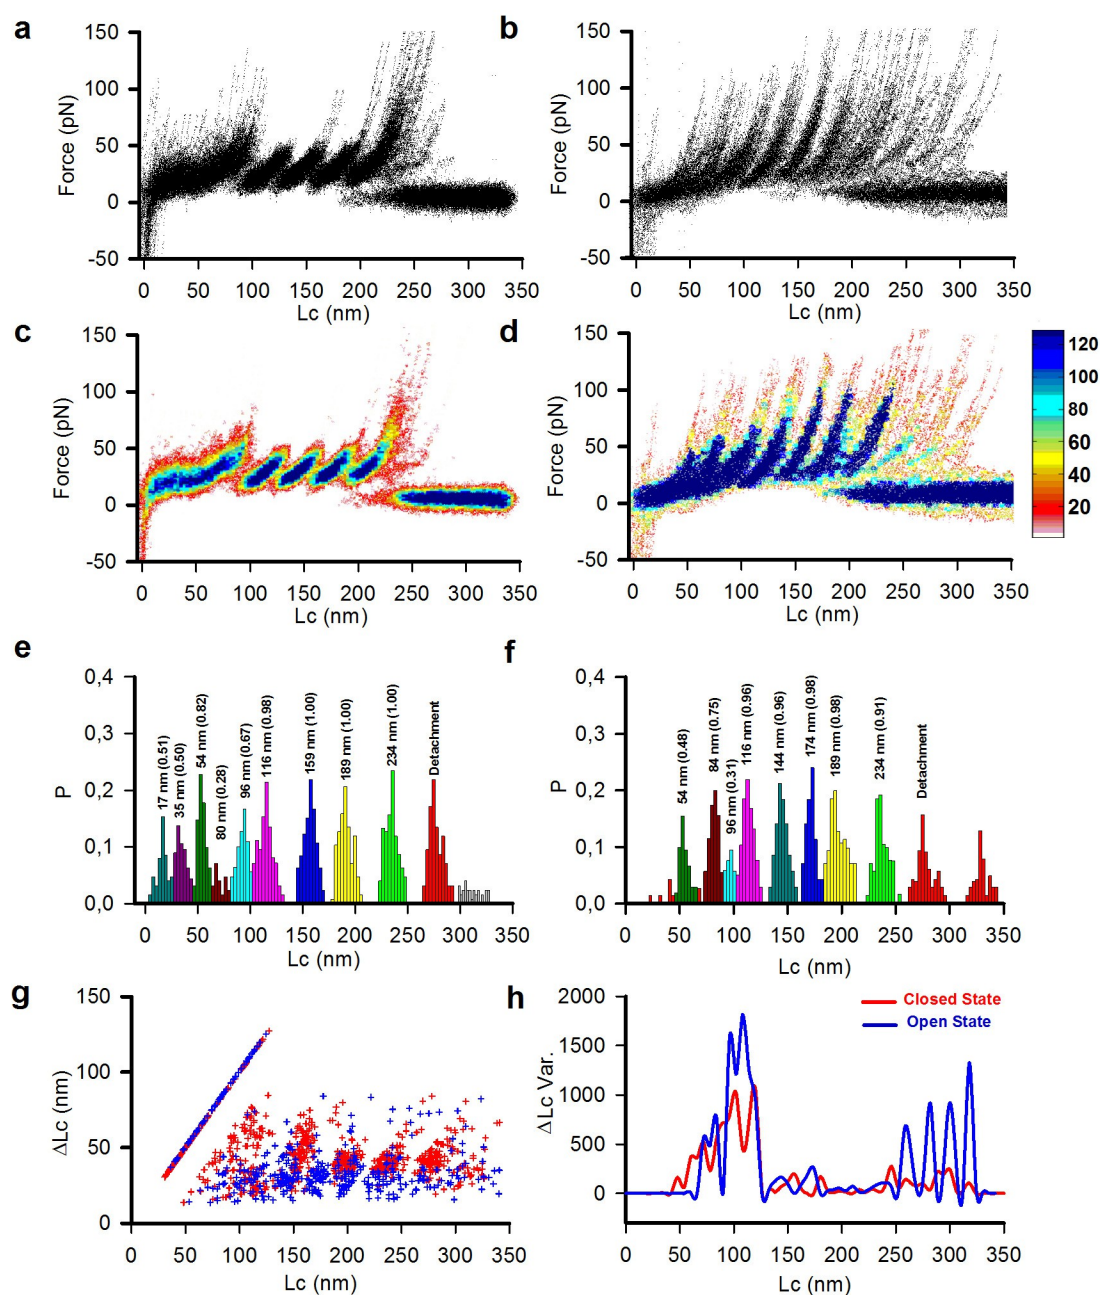 a
150
100
50
0
-50
Force (pN)
0 50 100 150 200 250 300 350
Lc (nm)
b
150
100
50
0
-50
Force (pN)
0 50 100 150 200 250 300 350
Lc (nm)
c
150
100
50
0
-50
Force (pN)
0 50 100 150 200 250 300 350
Lc (nm)
d
150
100
50
0
-50
Force (pN)
0 50 100 150 200 250 300 350
Lc (nm)
120
100
80
60
40
20
e
0,4
0,3
0,2
0,1
0,0
P
17 nm (0.51)
35 nm (0.50)
54 nm (0.82)
80 nm (0.28)
96 nm (0.67)
116 nm (0.98)
159 nm (1.00)
189 nm (1.00)
234 nm (1.00)
Detachment
0 50 100 150 200 250 300 350
Lc (nm)
f
0,4
0,3
0,2
0,1
0,0
P
54 nm (0.48)
84 nm (0.75)
96 nm (0.31)
116 nm (0.96)
144 nm (0.96)
174 nm (0.98)
189 nm (0.98)
234 nm (0.91)
Detachment
0 50 100 150 200 250 300 350
Lc (nm)
g
150
100
50
0
ΔLc (nm)
0 50 100 150 200 250 300 350
Lc (nm)
h
2000
1500
1000
500
0
ΔLc Var.
Closed State
Open State
0 50 100 150 200 250 300 350
Lc (nm)